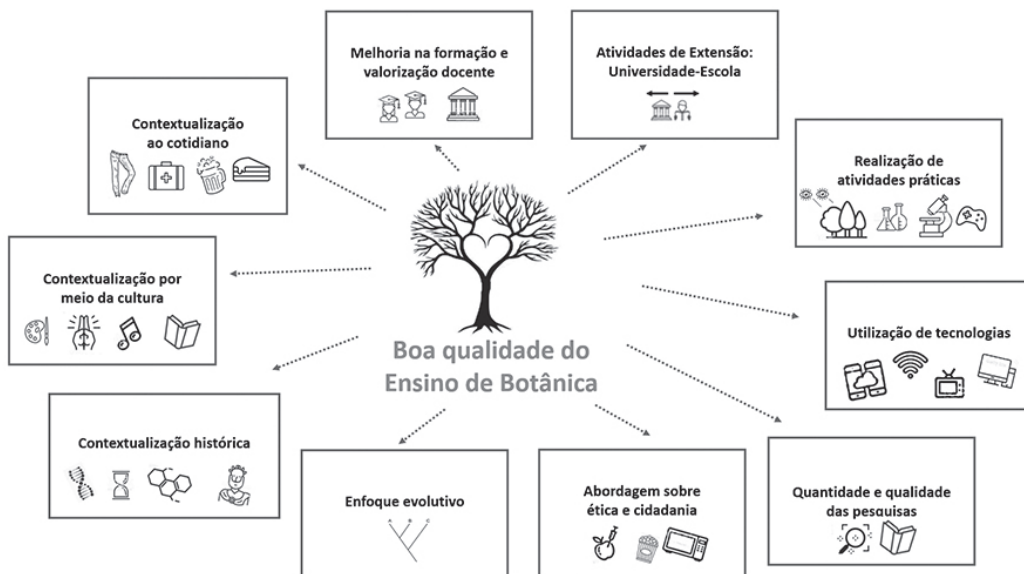 Melhoria na formação e
valorização docente
Atividades de Extensão:
Universidade-Escola
Contextualização
ao cotidiano
Realização de
atividades práticas
Contextualização por
meio da cultura
Utilização de tecnologias
Boa qualidade do
Ensino de Botânica
Contextualização histórica
Enfoque evolutivo
A B C
Abordagem sobre
ética e cidadania
Quantidade e qualidade
das pesquisas